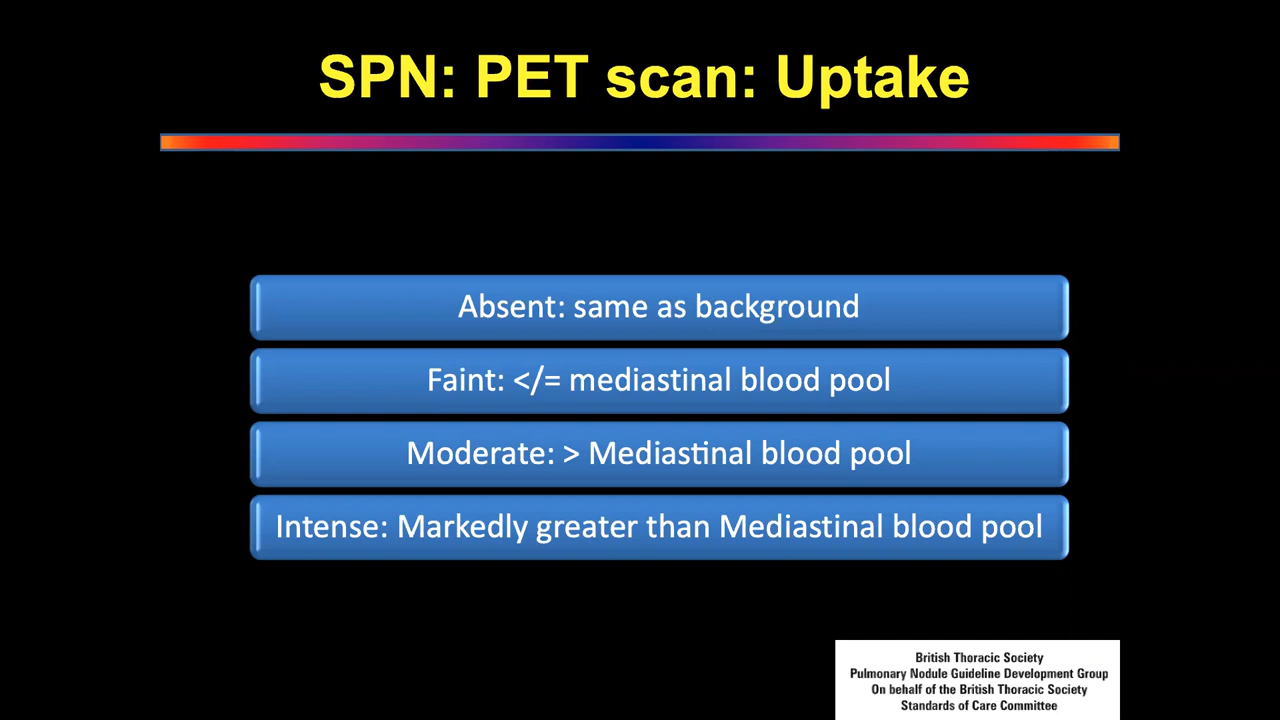 SPN: PET scan: Uptake
Absent: same as background
Faint: </= mediastinal blood pool
Moderate: > Mediastinal blood pool
Intense: Markedly greater than Mediastinal blood pool
British Thoracic Society
Pulmonary Nodule Guideline Development Group
On behalf of the British Thoracic Society
Standards of Care Committee